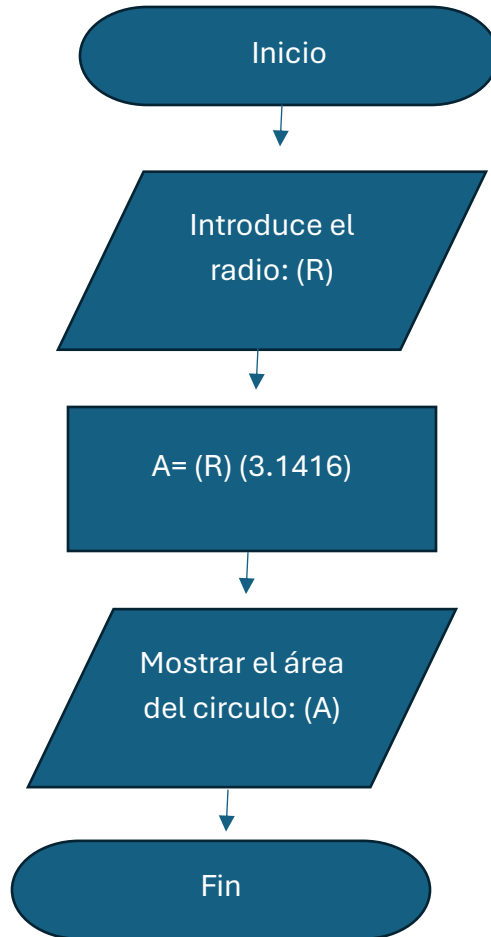 Inicio
Introduce el
radio: (R)
A= (R) (3.1416)
Mostrar el área
del circulo: (A)
Fin